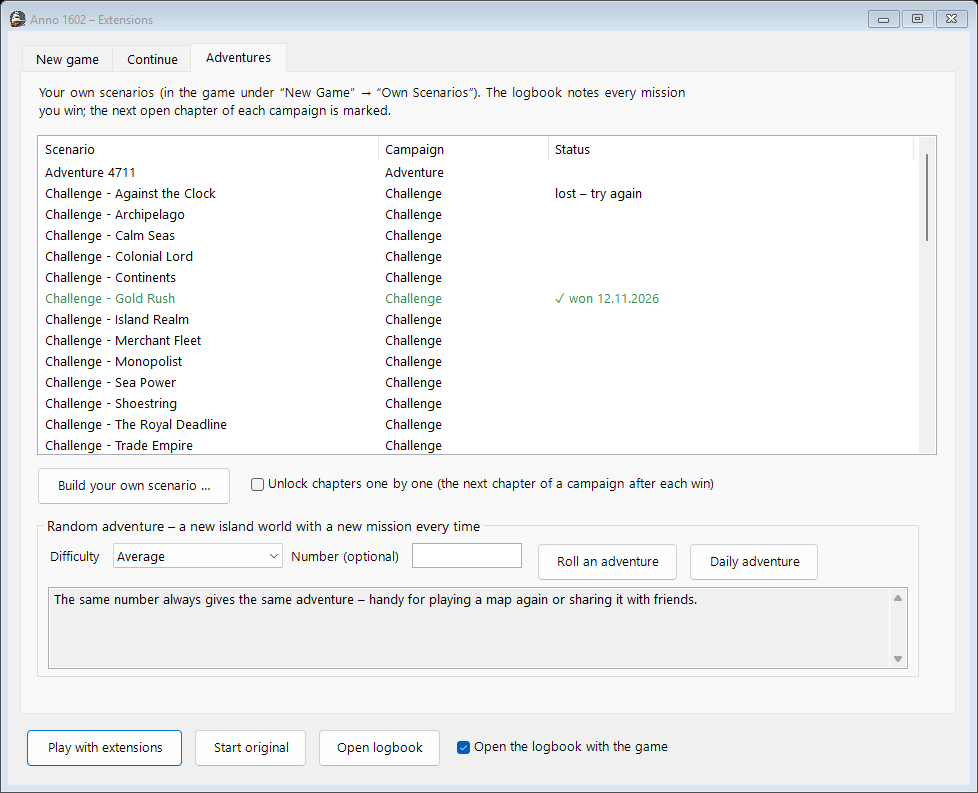 Anno 1602 – Extensions
New game Continue Adventures
Your own scenarios (in the game under “New Game” → “Own Scenarios”). The logbook notes every mission
you win; the next open chapter of each campaign is marked.
Scenario Campaign Status
Adventure 4711 Adventure
Challenge - Against the Clock Challenge lost – try again
Challenge - Archipelago Challenge
Challenge - Calm Seas Challenge
Challenge - Colonial Lord Challenge
Challenge - Continents Challenge
Challenge - Gold Rush Challenge ✓ won 12.11.2026
Challenge - Island Realm Challenge
Challenge - Merchant Fleet Challenge
Challenge - Monopolist Challenge
Challenge - Sea Power Challenge
Challenge - Shoestring Challenge
Challenge - The Royal Deadline Challenge
Challenge - Trade Empire Challenge
Build your own scenario ... Unlock chapters one by one (the next chapter of a campaign after each win)
Random adventure – a new island world with a new mission every time
Difficulty Average Number (optional) Roll an adventure Daily adventure
The same number always gives the same adventure – handy for playing a map again or sharing it with friends.
Play with extensions Start original Open logbook Open the logbook with the game